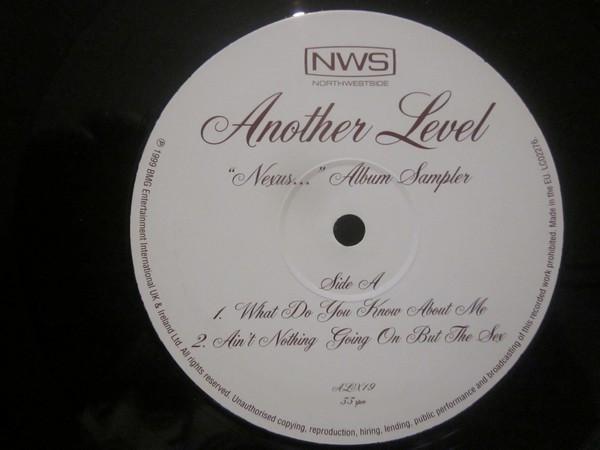 NWS
NORTHWESTSIDE
Another Level
"Nexus..." Album Sampler
Side A
1. What Do You Know About Me
2. Ain't Nothing Going On But The Sex
33 rpm
℗ 1999 BMG Entertainment International UK & Ireland Ltd. All rights reserved. Unauthorised copying, reproduction, hiring, lending, public performance and broadcasting of this recorded work prohibited. Made in the EU. LC02276.